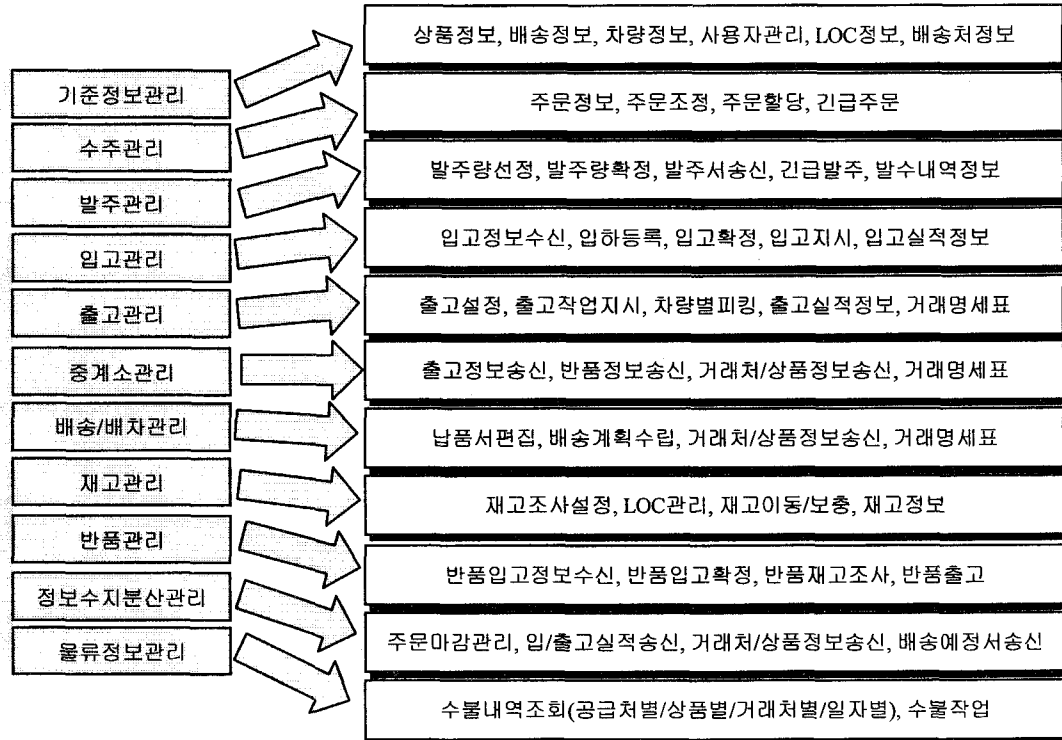 기준정보관리
상품정보, 배송정보, 차량정보, 사용자관리, LOC정보, 배송처정보
수주관리
주문정보, 주문조정, 주문할당, 긴급주문
발주관리
발주량선정, 발주량확정, 발주서송신, 긴급발주, 발수내역정보
입고관리
입고정보수신, 입하등록, 입고확정, 입고지시, 입고실적정보
출고관리
출고설정, 출고작업지시, 차량별피킹, 출고실적정보, 거래명세표
중계소관리
출고정보송신, 반품정보송신, 거래처/상품정보송신, 거래명세표
배송/배차관리
납품서편집, 배송계획수립, 거래처/상품정보송신, 거래명세표
재고관리
재고조사설정, LOC관리, 재고이동/보충, 재고정보
반품관리
반품입고정보수신, 반품입고확정, 반품재고조사, 반품출고
정보수지분산관리
주문마감관리, 입/출고실적송신, 거래처/상품정보송신, 배송예정서송신
물류정보관리
수불내역조회(공급처별/상품별/거래처별/일자별), 수불작업